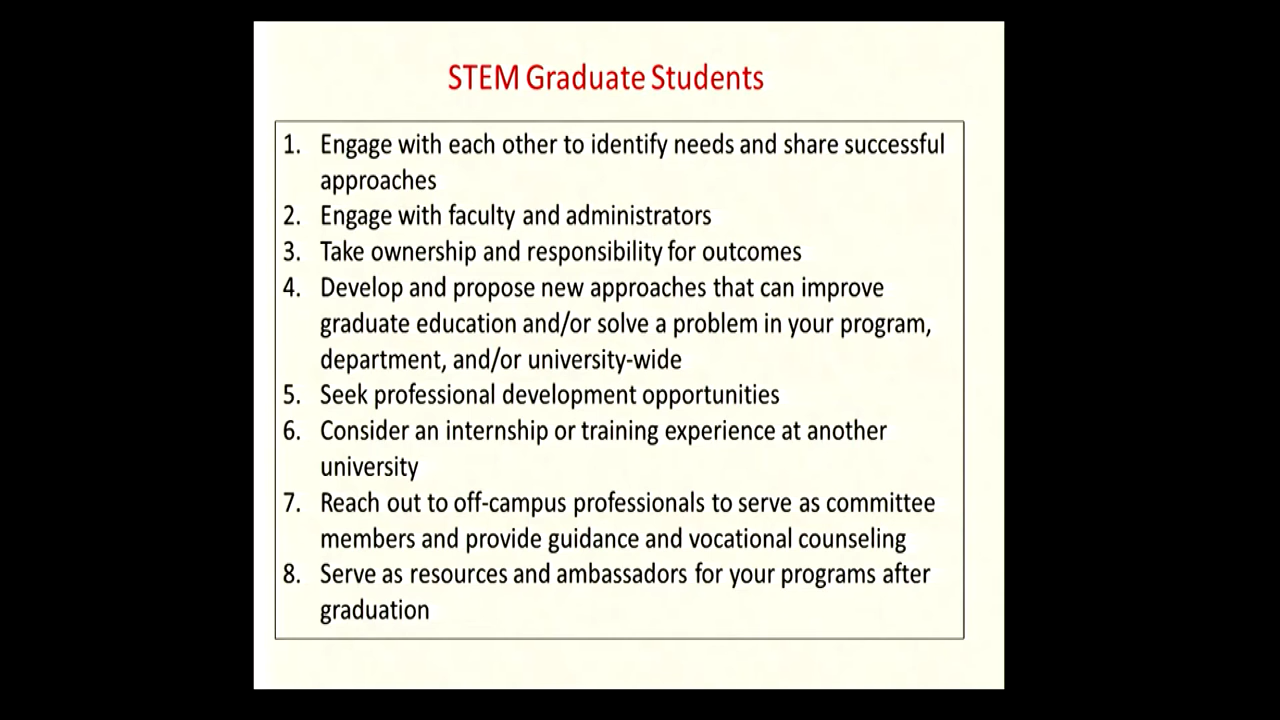 STEM Graduate Students
1. Engage with each other to identify needs and share successful
approaches
2. Engage with faculty and administrators
3. Take ownership and responsibility for outcomes
4. Develop and propose new approaches that can improve
graduate education and/or solve a problem in your program,
department, and/or university-wide
5. Seek professional development opportunities
6. Consider an internship or training experience at another
university
7. Reach out to off-campus professionals to serve as committee
members and provide guidance and vocational counseling
8. Serve as resources and ambassadors for your programs after
graduation